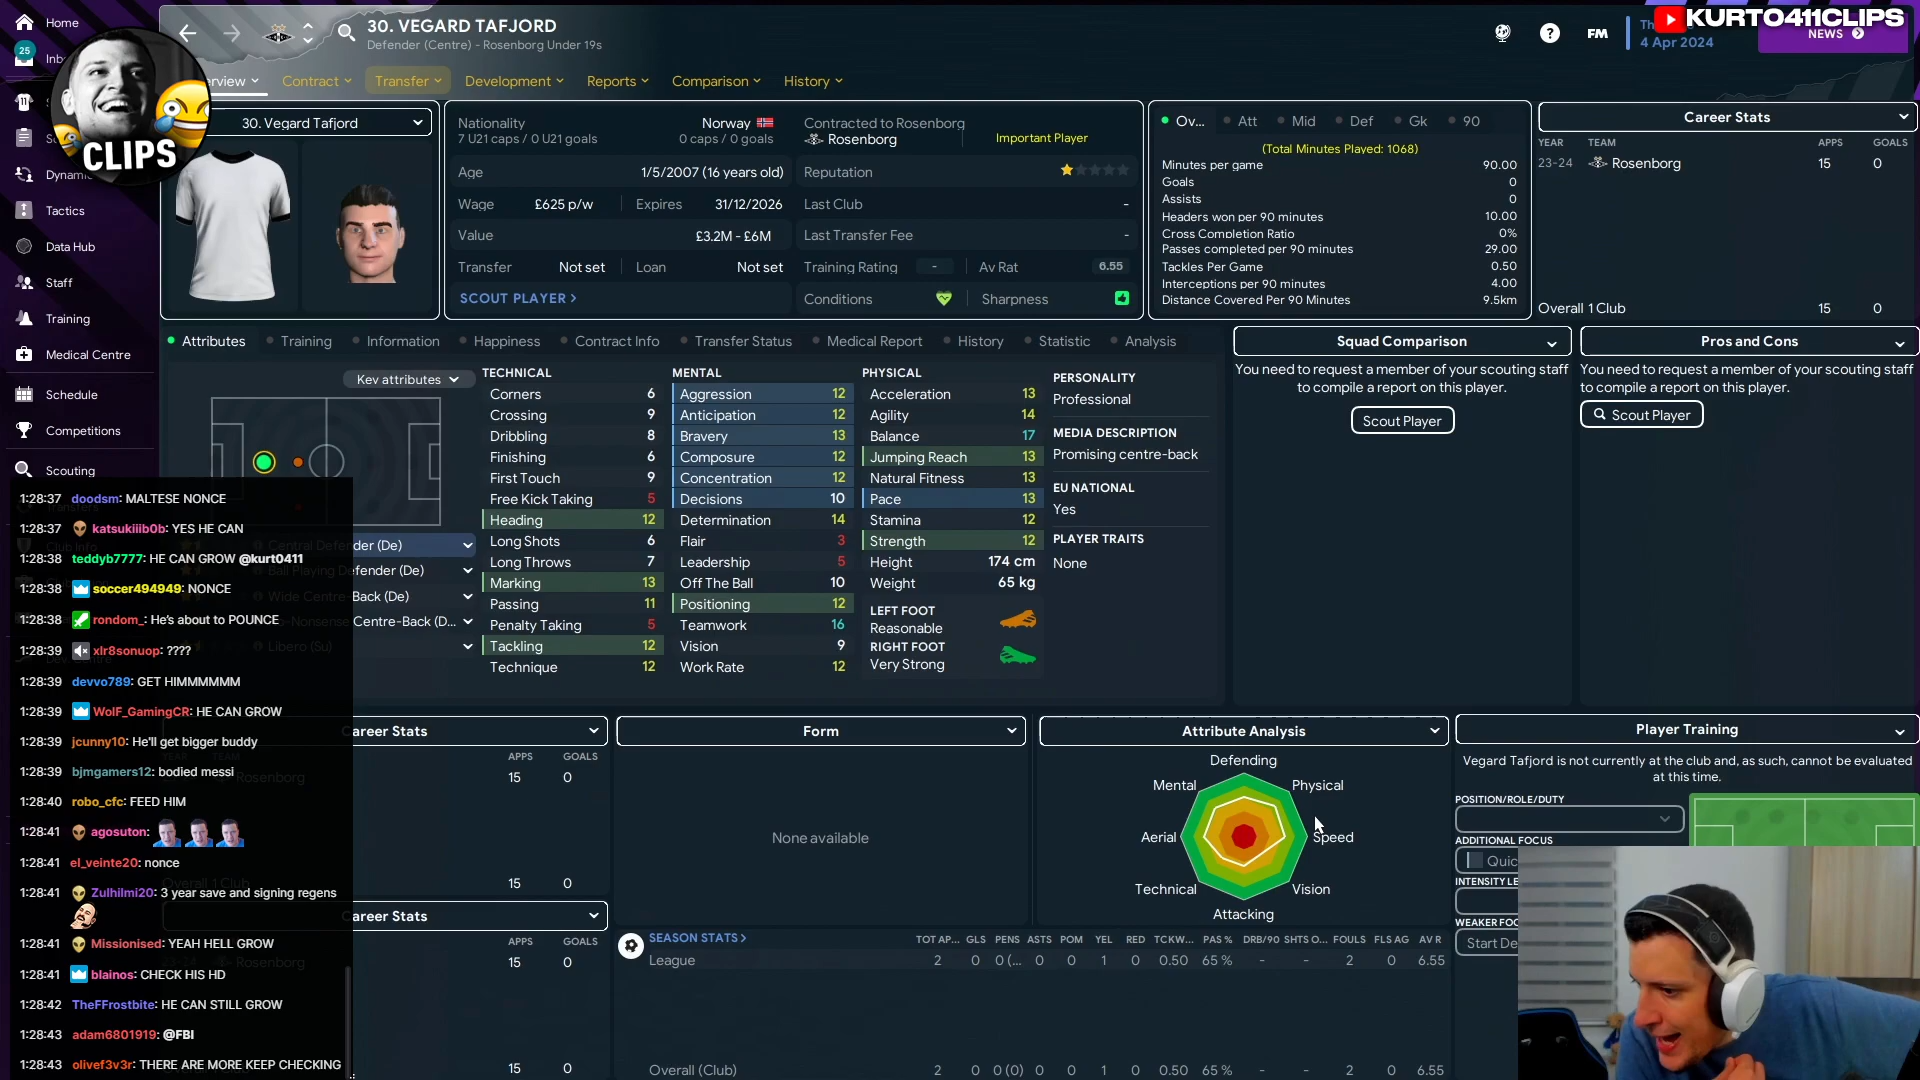 Home
25
CLIPS
30. VEGARD TAFJORD
Defender (Centre) - Rosenborg Under 19s
FM
4 Apr 2024
KURT0411CLIPS
NEWS
Contract
Transfer
Development
Reports
Comparison
History
30. Vegard Tafjord
Nationality
Norway
7 U21 caps / 0 U21 goals
0 caps / 0 goals
Age
1/5/2007 (16 years old)
Wage
£625 p/w
Expires
31/12/2026
Value
£3.2M - £6M
Transfer
Not set
Loan
Not set
SCOUT PLAYER >
Contracted to Rosenborg
Rosenborg
Important Player
Reputation
Last Club
-
Last Transfer Fee
-
Training Rating
-
Av Rat
6.55
Conditions
Sharpness
Ov...
Att
Mid
Def
Gk
90
(Total Minutes Played: 1068)
Minutes per game 90.00
Goals 0
Assists 0
Headers won per 90 minutes 10.00
Cross Completion Ratio 0%
Passes completed per 90 minutes 29.00
Tackles Per Game 0.50
Interceptions per 90 minutes 4.00
Distance Covered Per 90 Minutes 9.5km
Career Stats
YEAR TEAM APPS GOALS
23-24 Rosenborg 15 0
Overall 1 Club 15 0
Tactics
Data Hub
Staff
Training
Medical Centre
Schedule
Competitions
Scouting
Attributes
Training
Information
Happiness
Contract Info
Transfer Status
Medical Report
History
Statistic
Analysis
Key attributes
TECHNICAL
Corners 6
Crossing 9
Dribbling 8
Finishing 6
First Touch 9
Free Kick Taking 5
Heading 12
Long Shots 6
Long Throws 7
Marking 13
Passing 11
Penalty Taking 5
Tackling 12
Technique 12
MENTAL
Aggression 12
Anticipation 12
Bravery 13
Composure 12
Concentration 12
Decisions 10
Determination 14
Flair 3
Leadership 5
Off The Ball 10
Positioning 12
Teamwork 16
Vision 9
Work Rate 12
PHYSICAL
Acceleration 13
Agility 14
Balance 17
Jumping Reach 13
Natural Fitness 13
Pace 13
Stamina 12
Strength 12
Height 174 cm
Weight 65 kg
LEFT FOOT
Reasonable
RIGHT FOOT
Very Strong
PERSONALITY
Professional
MEDIA DESCRIPTION
Promising centre-back
EU NATIONAL
Yes
PLAYER TRAITS
None
Squad Comparison
You need to request a member of your scouting staff
to compile a report on this player.
Scout Player
Pros and Cons
You need to request a member of your scouting staff
to compile a report on this player.
Scout Player
Central Defender (De)
Ball Playing Defender (De)
Wide Centre-Back (De)
No-Nonsense Centre-Back (D...
Libero (Su)
1:28:37 doodsm: MALTESE NONCE
1:28:37 katsukiiib0b: YES HE CAN
1:28:38 teddyb7777: HE CAN GROW @kurt0411
1:28:38 soccer494949: NONCE
1:28:38 rondom_: He's about to POUNCE
1:28:39 xlr8sonuop: ????
1:28:39 devvo789: GET HIMMMMMM
1:28:39 WolF_GamingCR: HE CAN GROW
1:28:39 jcunny10: He'll get bigger buddy
1:28:39 bjmgamers12: bodied messi
1:28:40 robo_cfc: FEED HIM
1:28:41 agosuton:
1:28:41 el_veinte20: nonce
1:28:41 Zulhilmi20: 3 year save and signing regens
1:28:41 Missionised: YEAH HELL GROW
1:28:41 blainos: CHECK HIS HD
1:28:42 TheFFrostbite: HE CAN STILL GROW
1:28:43 adam6801919: @FBI
1:28:43 olivef3v3r: THERE ARE MORE KEEP CHECKING
Career Stats
APPS GOALS
Rosenborg 15 0
Overall 1 Club 15 0
Career Stats
APPS GOALS
Rosenborg 15 0
15 0
Form
None available
Attribute Analysis
Defending
Mental
Physical
Aerial
Speed
Technical
Vision
Attacking
Player Training
Vegard Tafjord is not currently at the club and, as such, cannot be evaluated
at this time.
POSITION/ROLE/DUTY
ADDITIONAL FOCUS
Quic
INTENSITY LE
WEAKER FOO
Start De
SEASON STATS >
TOT AP... GLS PENS ASTS POM YEL RED TCKW... PAS % DRB/90 SHTS O... FOULS FLS AG AV R
League 2 0 0 (... 0 0 1 0 0.50 65 % - - 2 0 6.55
Overall (Club) 2 0 0 (0) 0 0 1 0 0.50 65 % - - 2 0 6.55